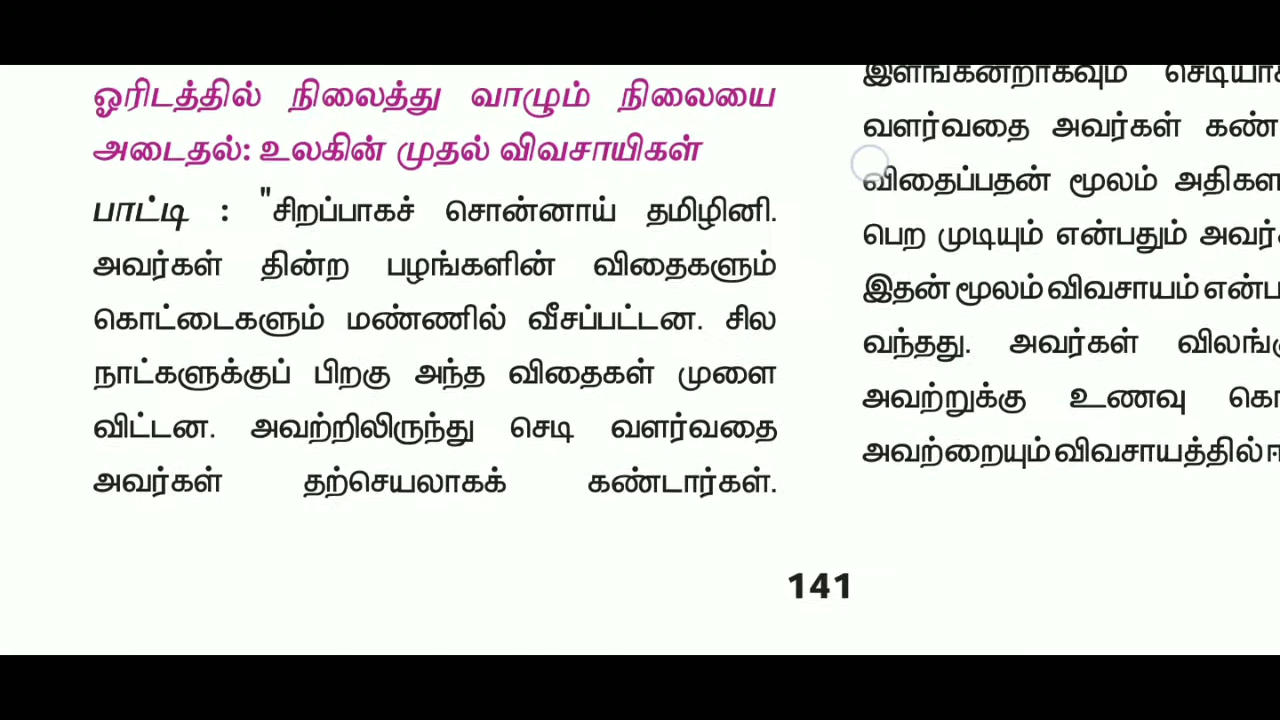 ஓரிடத்தில் நிலைத்து வாழும் நிலையை
அடைதல்: உலகின் முதல் விவசாயிகள்
பாட்டி : "சிறப்பாகச் சொன்னாய் தமிழினி.
அவர்கள் தின்ற பழங்களின் விதைகளும்
கொட்டைகளும் மண்ணில் வீசப்பட்டன. சில
நாட்களுக்குப் பிறகு அந்த விதைகள் முளை
விட்டன. அவற்றிலிருந்து செடி வளர்வதை
அவர்கள் தற்செயலாகக் கண்டார்கள்.
இளங்கன்றாகவும்
வளர்வதை அவர்கள்
விதைப்பதன் மூலம்
பெற முடியும் என்பதும்
இதன் மூலம் விவசாயம்
வந்தது. அவர்கள்
அவற்றுக்கு உணவு
அவற்றையும் விவசாயத்தில்
141